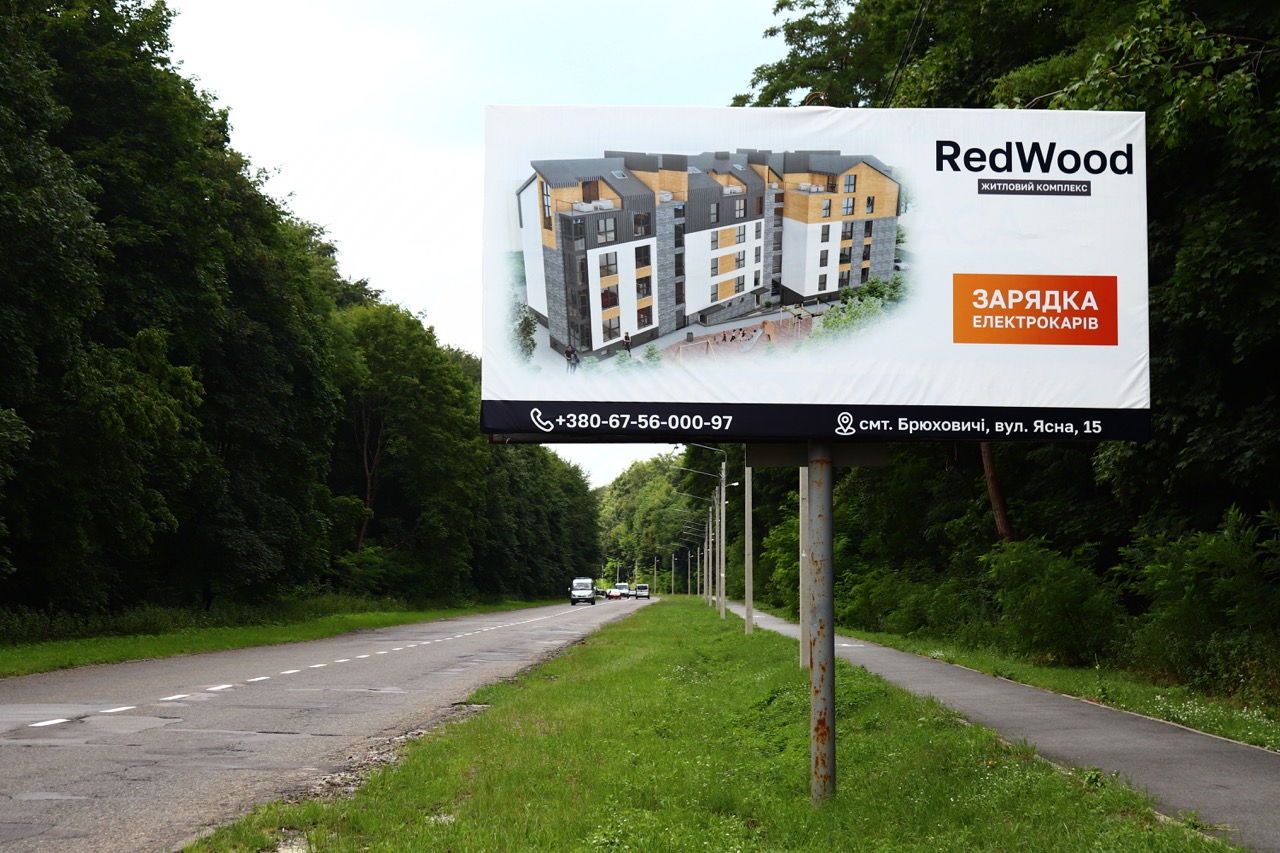 RedWood
ЖИТЛОВИЙ КОМПЛЕКС
ЗАРЯДКА
ЕЛЕКТРОКАРІВ
+380-67-56-000-97
смт. Брюховичі, вул. Ясна, 15